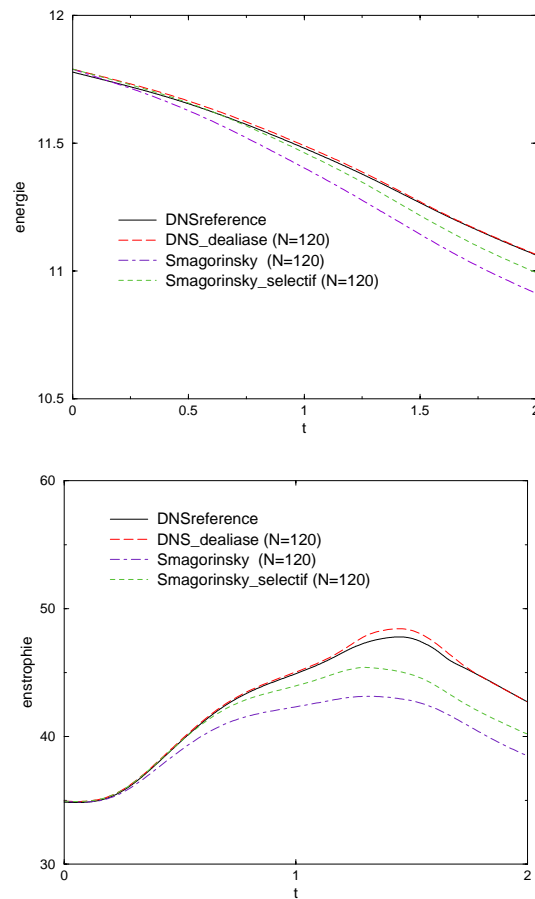 12
11.5
energie
DNSreference
DNS_dealiase (N=120)
Smagorinsky (N=120)
Smagorinsky_selectif (N=120)
11
10.5
0 0.5 1 1.5 2
t
60
DNSreference
DNS_dealiase (N=120)
Smagorinsky (N=120)
Smagorinsky_selectif (N=120)
50
enstrophie
40
30
0 1 2
t